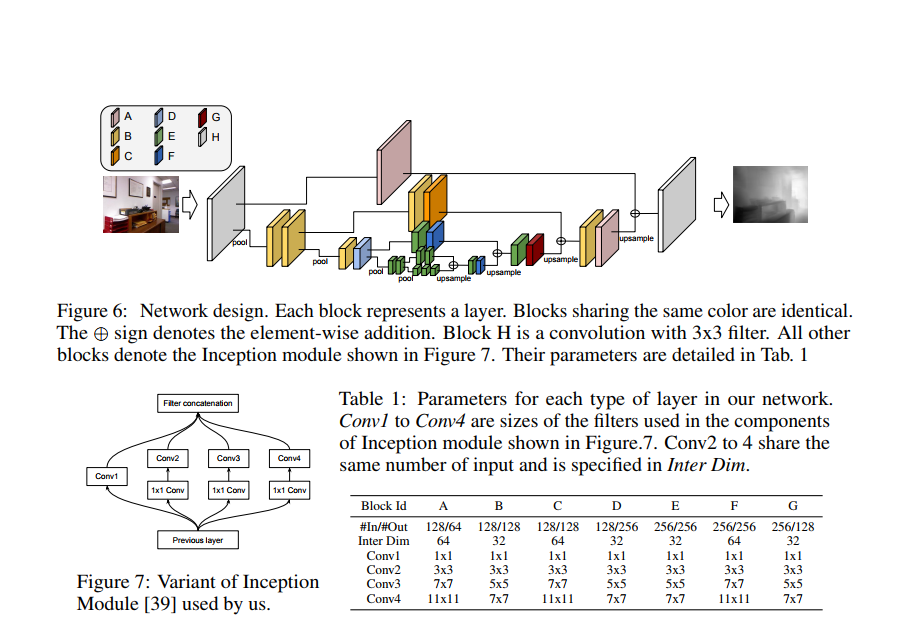 A D G
B E H
C F
pool
pool
pool
pool
upsample
upsample
upsample
upsample
Figure 6: Network design. Each block represents a layer. Blocks sharing the same color are identical.
The ⊕ sign denotes the element-wise addition. Block H is a convolution with 3x3 filter. All other
blocks denote the Inception module shown in Figure 7. Their parameters are detailed in Tab. 1
Filter concatenation
Conv2 Conv3 Conv4
Conv1
1x1 Conv 1x1 Conv 1x1 Conv
Previous layer
Figure 7: Variant of Inception
Module [39] used by us.
Table 1: Parameters for each type of layer in our network.
Conv1 to Conv4 are sizes of the filters used in the components
of Inception module shown in Figure.7. Conv2 to 4 share the
same number of input and is specified in Inter Dim.
Block Id A B C D E F G
#In/#Out 128/64 128/128 128/128 128/256 256/256 256/256 256/128
Inter Dim 64 32 64 32 32 64 32
Conv1 1x1 1x1 1x1 1x1 1x1 1x1 1x1
Conv2 3x3 3x3 3x3 3x3 3x3 3x3 3x3
Conv3 7x7 5x5 7x7 5x5 5x5 7x7 5x5
Conv4 11x11 7x7 11x11 7x7 7x7 11x11 7x7